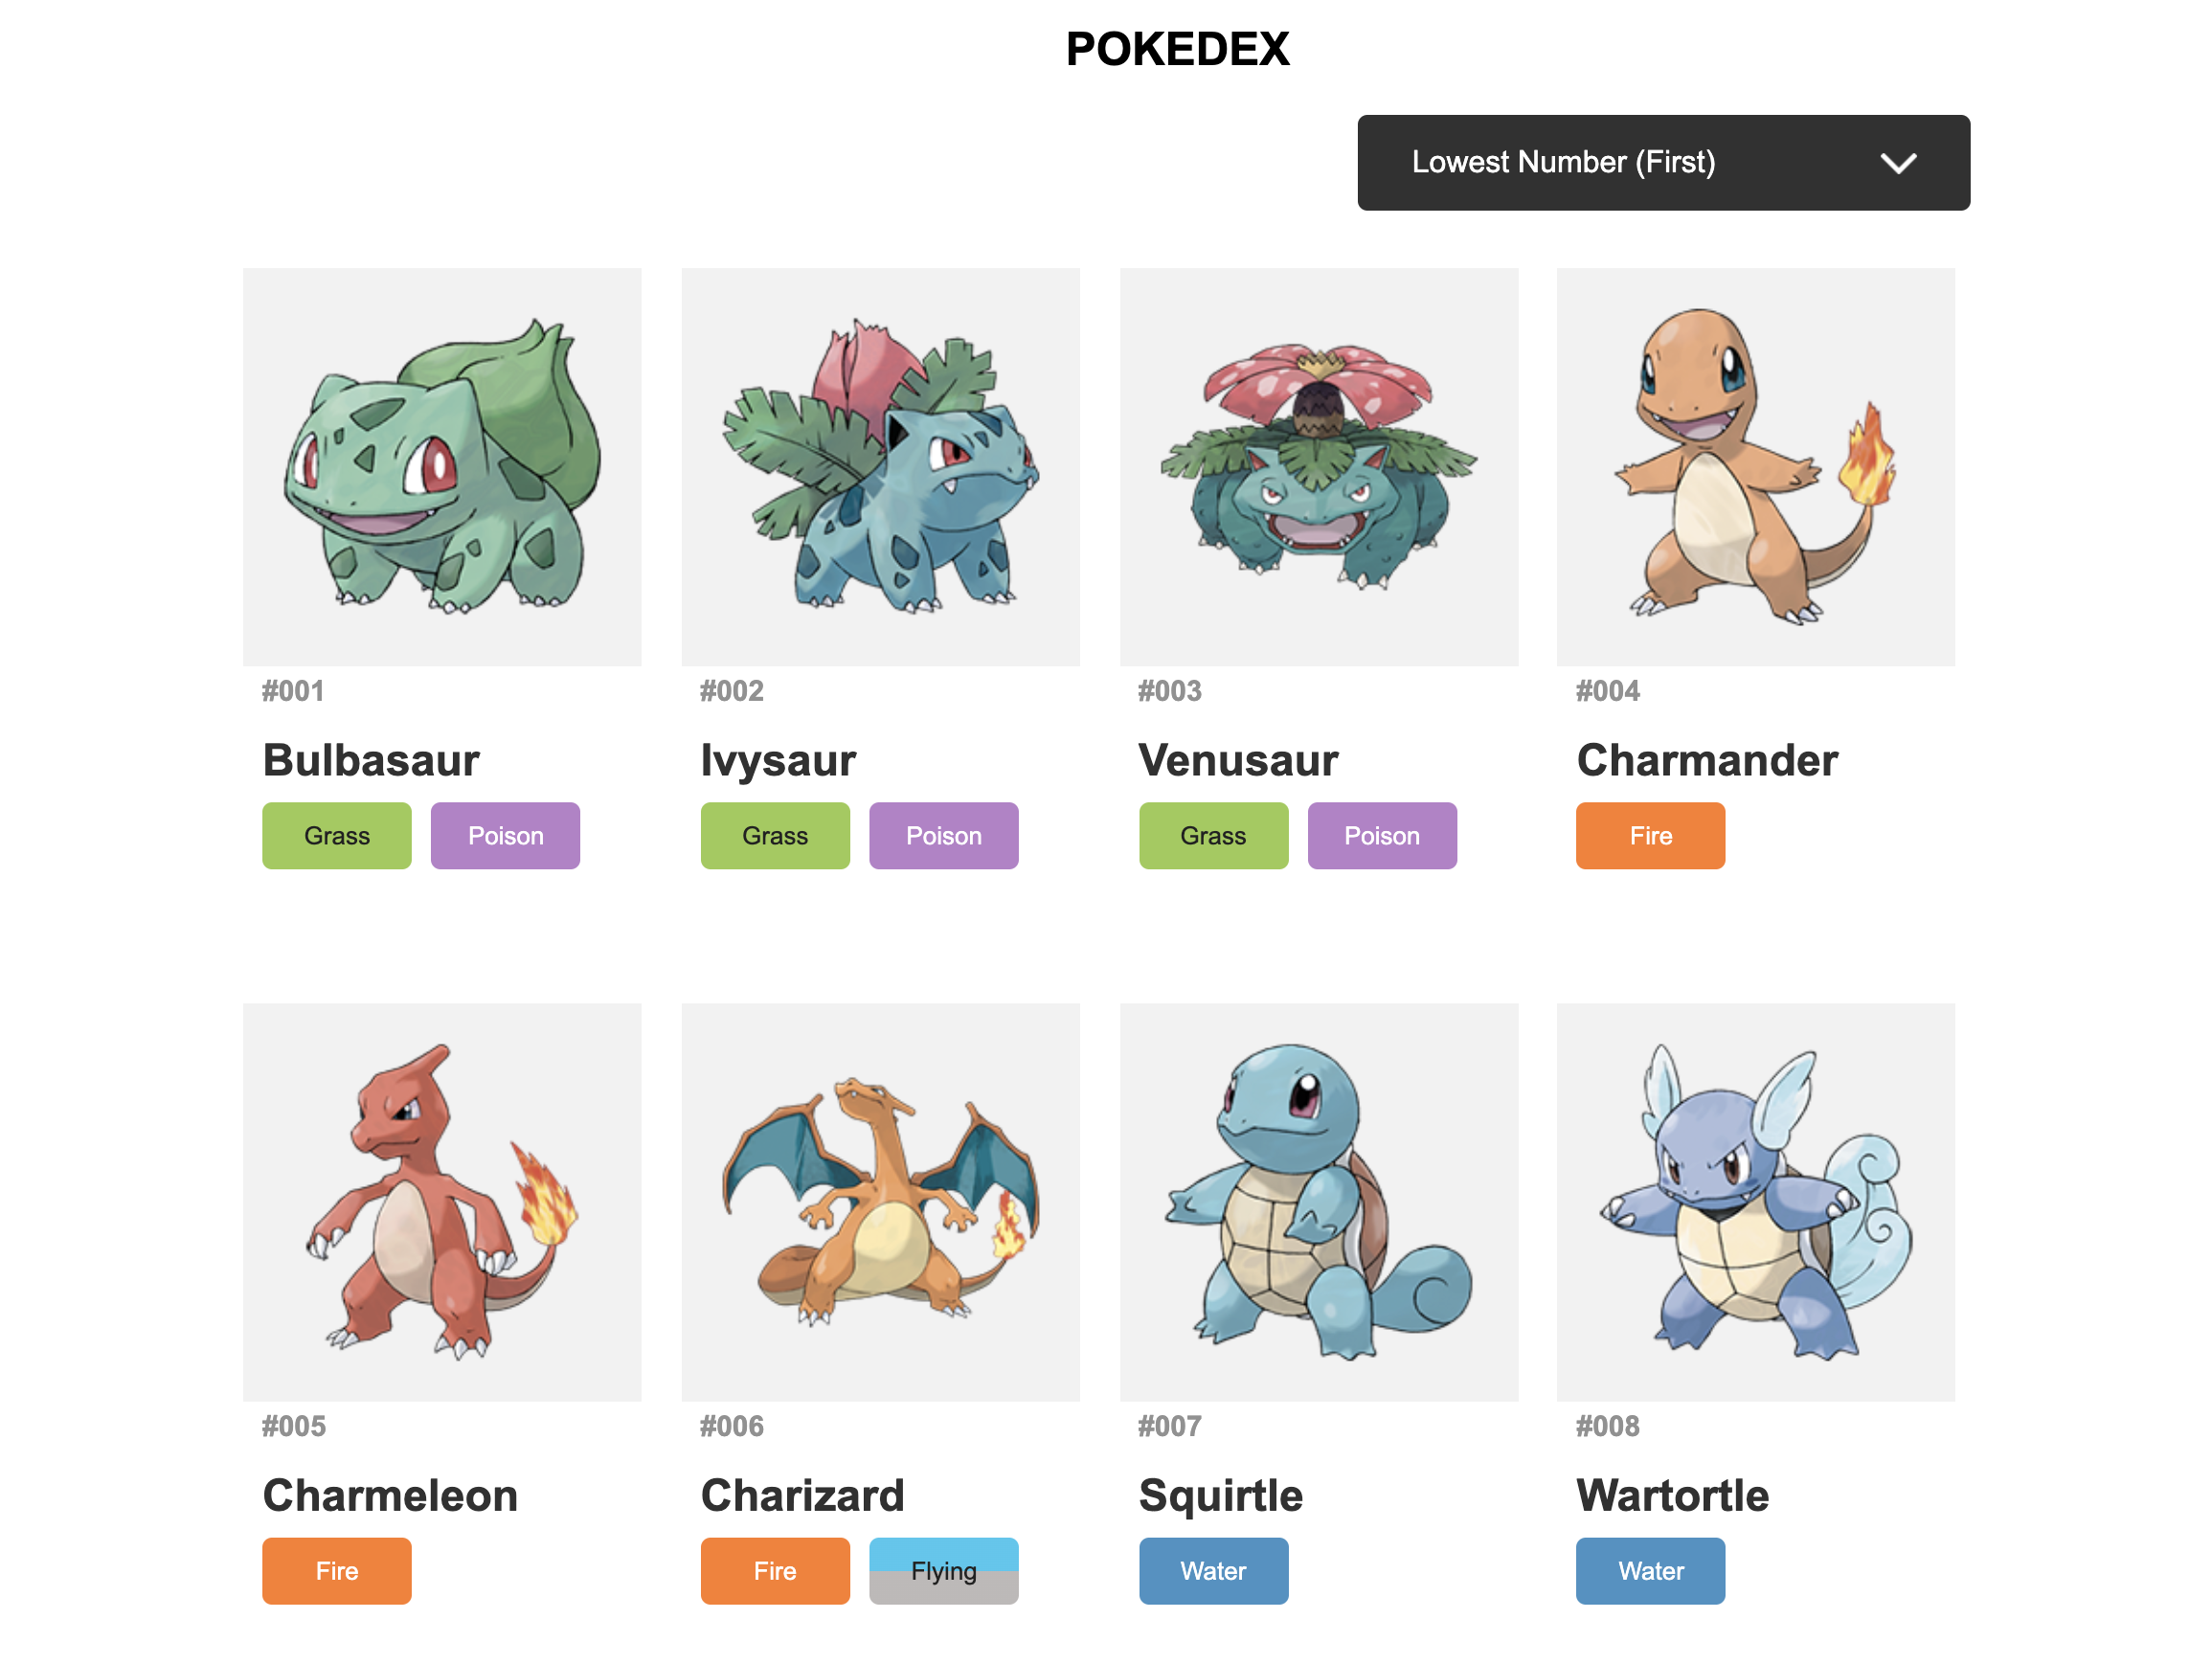 POKEDEX
Lowest Number (First)
#001
#002
#003
#004
Bulbasaur
Ivysaur
Venusaur
Charmander
Grass Poison
Grass Poison
Grass Poison
Fire
#005
#006
#007
#008
Charmeleon
Charizard
Squirtle
Wartortle
Fire
Fire Flying
Water
Water